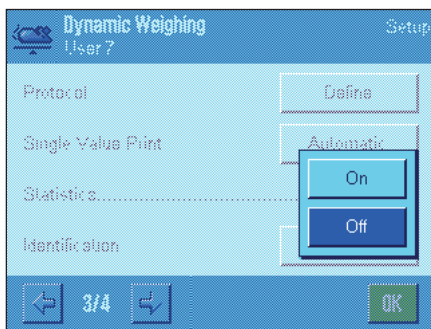 Dynamic Weighing Setup
User 7
Protocol Define
Single Value Print Automatic
On
Statistics......................
Off
Identification
3/4 OK